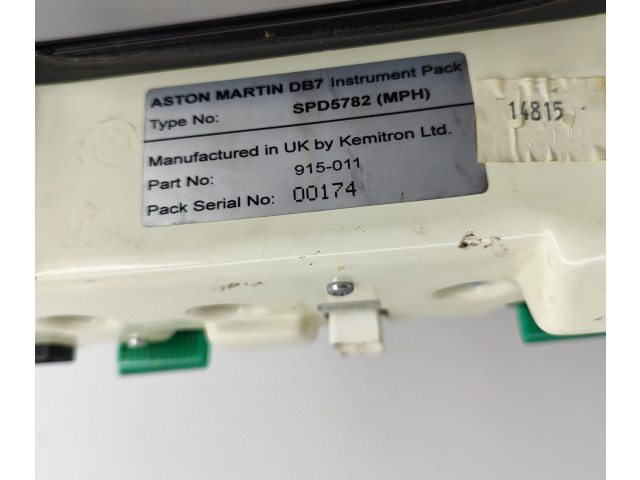 ASTON MARTIN DB7 Instrument Pack
Type No: SPD5782 (MPH)
14815
Manufactured in UK by Kemitron Ltd.
Part No: 915-011
Pack Serial No: 00174